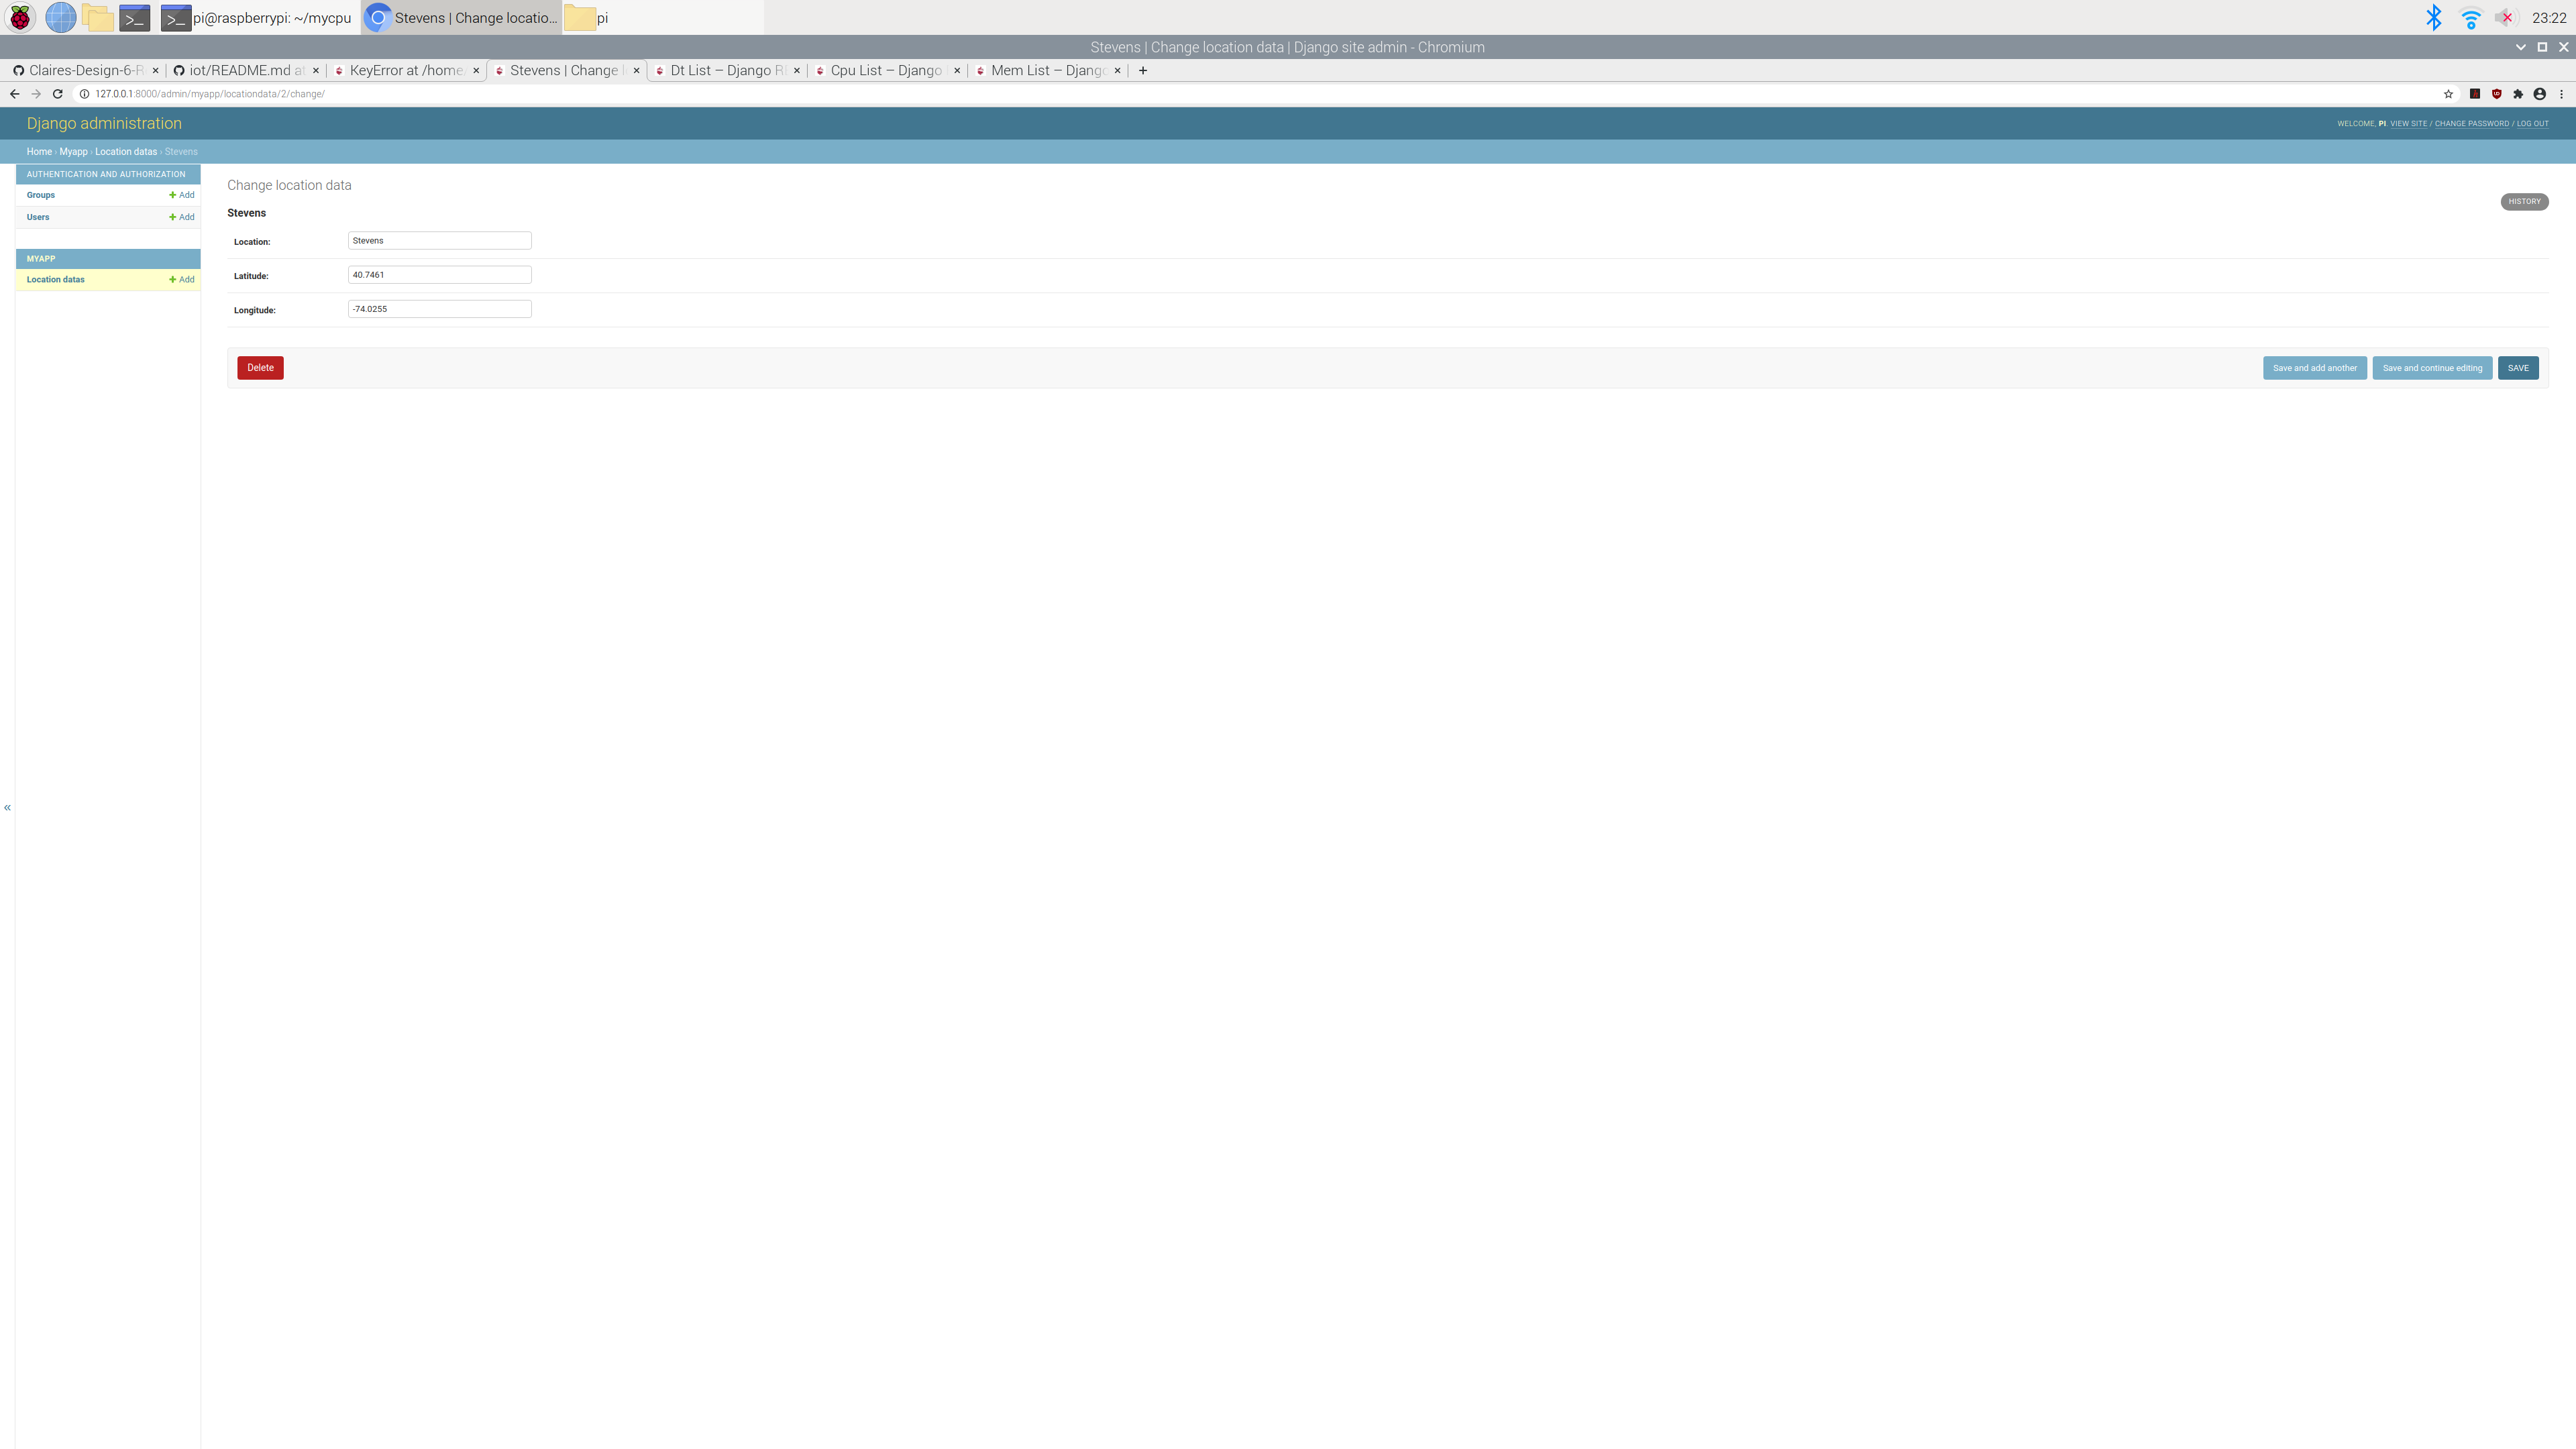 pi@raspberrypi: ~/mycpu Stevens | Change locatio... pi 23:22
Stevens | Change location data | Django site admin - Chromium
Claires-Design-6-R iot/README.md at KeyError at /home/ Stevens | Change l Dt List – Django R Cpu List – Django Mem List – Django
127.0.0.1:8000/admin/myapp/locationdata/2/change/
Django administration WELCOME, PI. VIEW SITE / CHANGE PASSWORD / LOG OUT
Home › Myapp › Location datas › Stevens
AUTHENTICATION AND AUTHORIZATION
Groups + Add
Users + Add
MYAPP
Location datas + Add
Change location data
HISTORY
Stevens
Location: Stevens
Latitude: 40.7461
Longitude: -74.0255
Delete Save and add another Save and continue editing SAVE
«